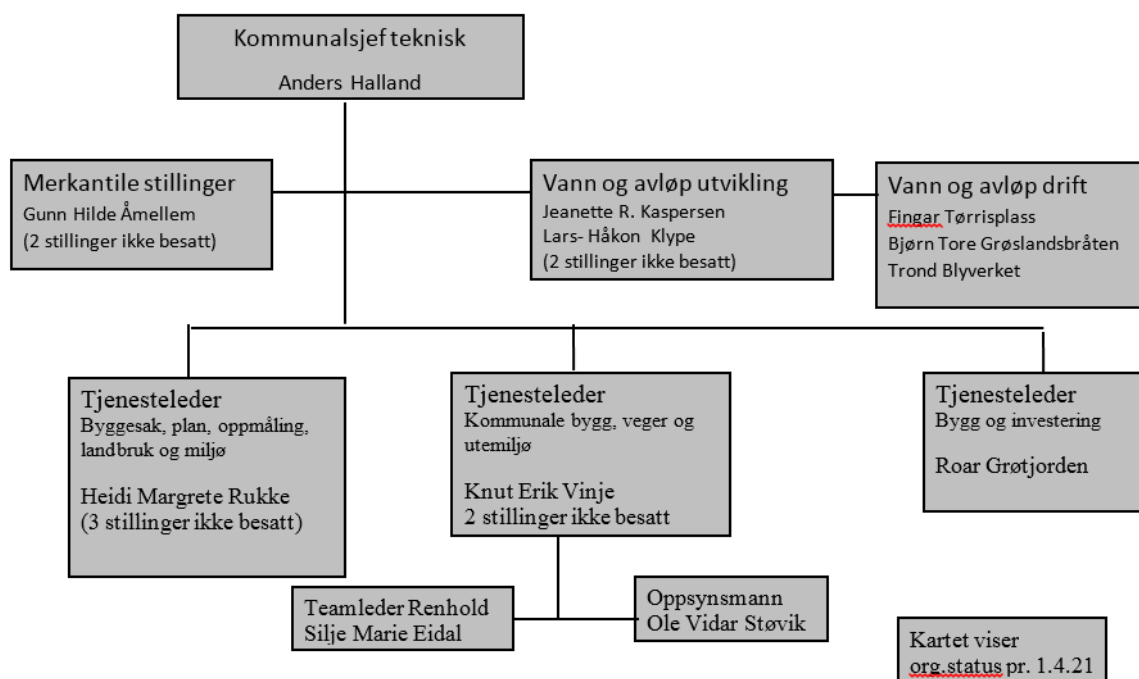 Kommunalsjef teknisk
Anders Halland
Merkantile stillinger
Gunn Hilde Åmellem
(2 stillinger ikke besatt)
Vann og avløp utvikling
Jeanette R. Kaspersen
Lars- Håkon Klype
(2 stillinger ikke besatt)
Vann og avløp drift
Fingar Tørrisplass
Bjørn Tore Grøslandsbråten
Trond Blyverket
Tjenesteleder
Byggesak, plan, oppmåling,
landbruk og miljø
Heidi Margrete Rukke
(3 stillinger ikke besatt)
Tjenesteleder
Kommunale bygg, veger og
utemiljø
Knut Erik Vinje
2 stillinger ikke besatt
Tjenesteleder
Bygg og investering
Roar Grøtjorden
Teamleder Renhold
Silje Marie Eidal
Oppsynsmann
Ole Vidar Støvik
Kartet viser
org.status pr. 1.4.21